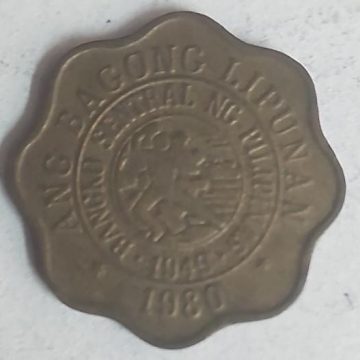 ANG BAGONG LIPUNAN
BANGKO SENTRAL NG PILIPINAS
1949
1980